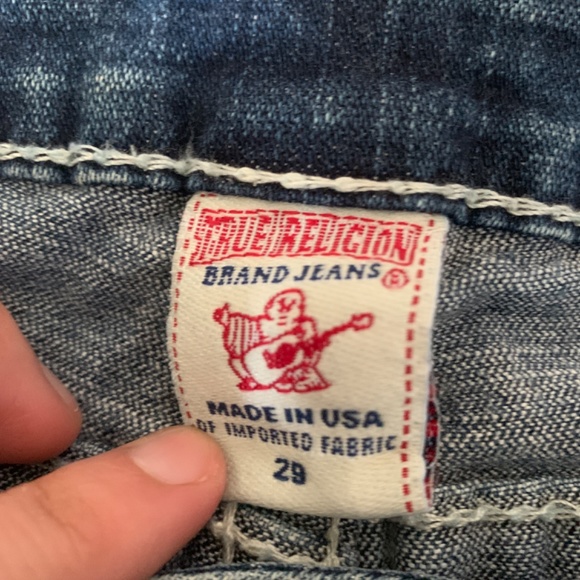 TRUE RELIGION
BRAND JEANS ®
MADE IN USA
OF IMPORTED FABRIC
29